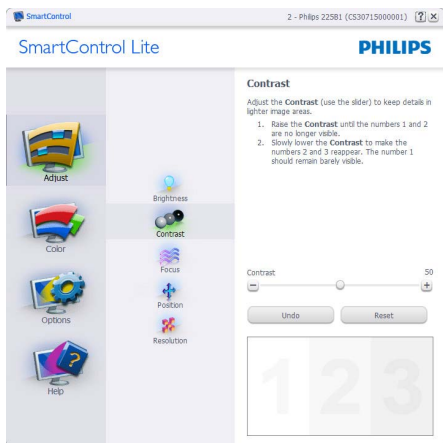 SmartControl
2 - Philips 225B1 (CS30715000001)
SmartControl Lite
PHILIPS
Adjust
Color
Options
Help
Brightness
Contrast
Focus
Position
Resolution
Contrast
Adjust the Contrast (use the slider) to keep details in
lighter image areas.
1. Raise the Contrast until the numbers 1 and 2
are no longer visible.
2. Slowly lower the Contrast to make the
numbers 2 and 3 reappear. The number 1
should remain barely visible.
Contrast 50
Undo Reset
1 2 3